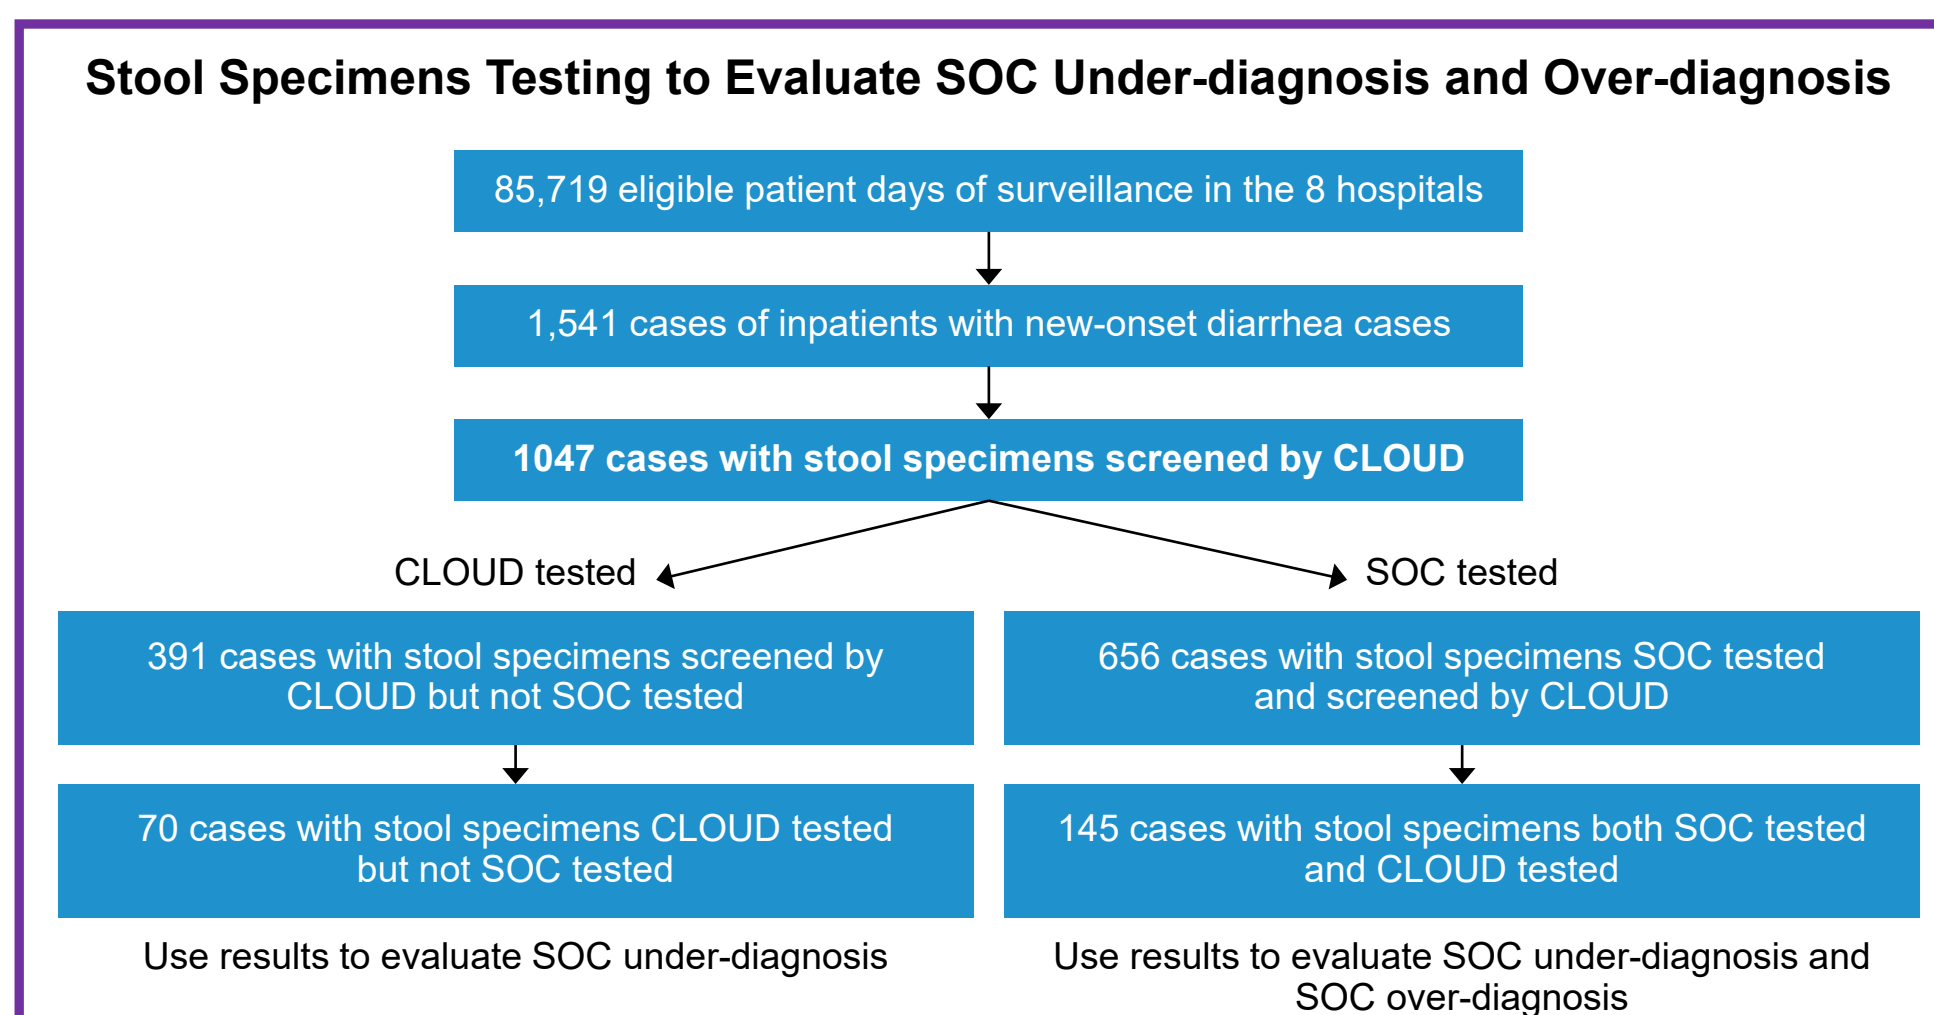 Stool Specimens Testing to Evaluate SOC Under-diagnosis and Over-diagnosis
85,719 eligible patient days of surveillance in the 8 hospitals
1,541 cases of inpatients with new-onset diarrhea cases
1047 cases with stool specimens screened by CLOUD
CLOUD tested
SOC tested
391 cases with stool specimens screened by
CLOUD but not SOC tested
656 cases with stool specimens SOC tested
and screened by CLOUD
70 cases with stool specimens CLOUD tested
but not SOC tested
145 cases with stool specimens both SOC tested
and CLOUD tested
Use results to evaluate SOC under-diagnosis
Use results to evaluate SOC under-diagnosis and
SOC over-diagnosis